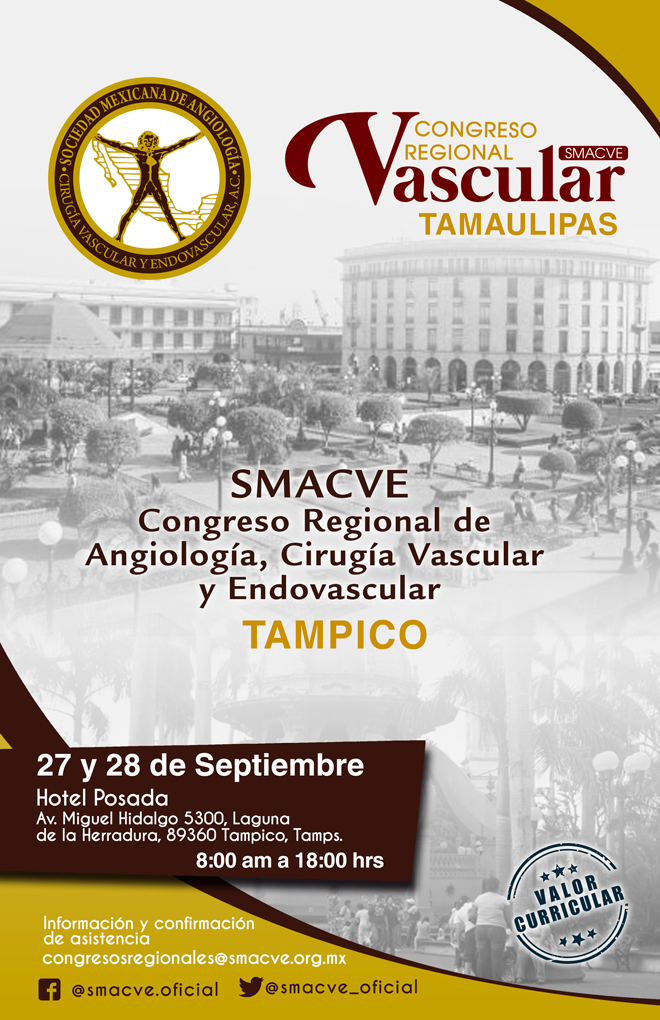 SOCIEDAD MEXICANA DE ANGIOLOGÍA
CIRUGÍA VASCULAR Y ENDOVASCULAR, A.C.
CONGRESO
REGIONAL
SMACVE
Vascular
TAMAULIPAS
SMACVE
Congreso Regional de
Angiología, Cirugía Vascular
y Endovascular
TAMPICO
27 y 28 de Septiembre
Hotel Posada
Av. Miguel Hidalgo 5300, Laguna
de la Herradura, 89360 Tampico, Tamps.
8:00 am a 18:00 hrs
VALOR
CURRICULAR
Información y confirmación
de asistencia
congresosregionales@smacve.org.mx
@smacve.oficial
@smacve_oficial